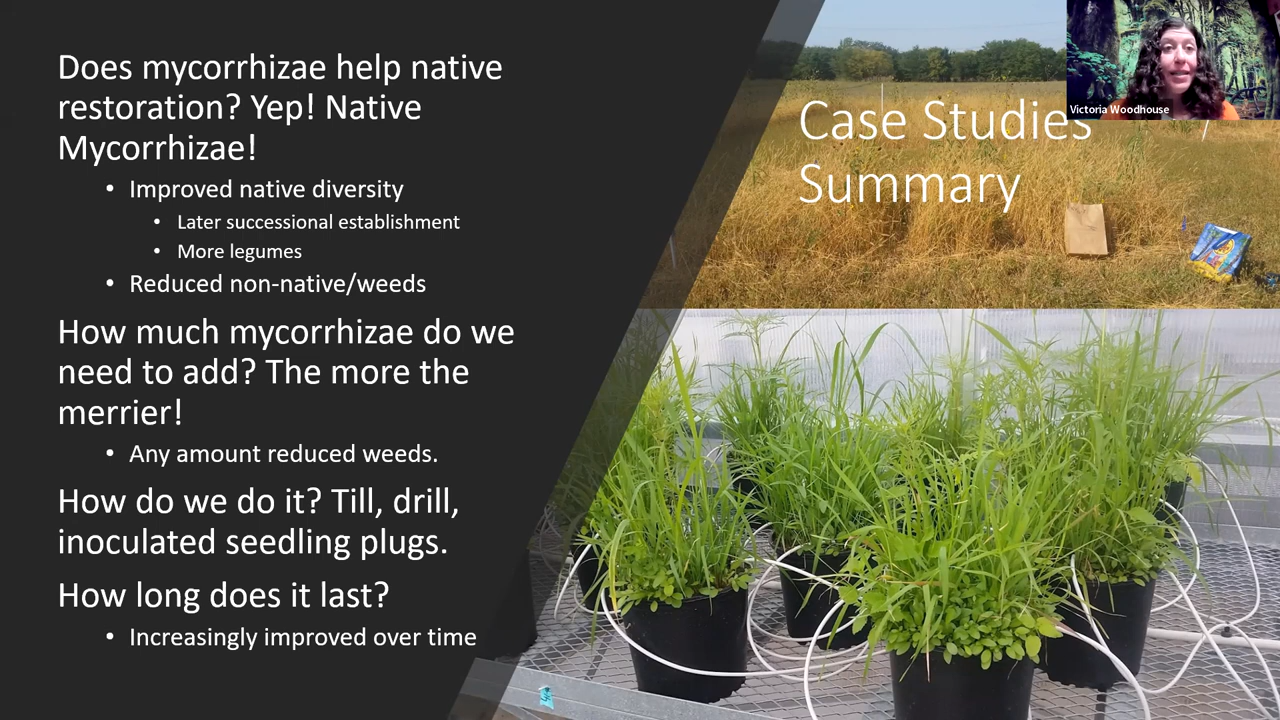 Does mycorrhizae help native
restoration? Yep! Native
Mycorrhizae!
• Improved native diversity
• Later successional establishment
• More legumes
• Reduced non-native/weeds
How much mycorrhizae do we
need to add? The more the
merrier!
• Any amount reduced weeds.
How do we do it? Till, drill,
inoculated seedling plugs.
How long does it last?
• Increasingly improved over time
Case Studies
Summary
Victoria Woodhouse